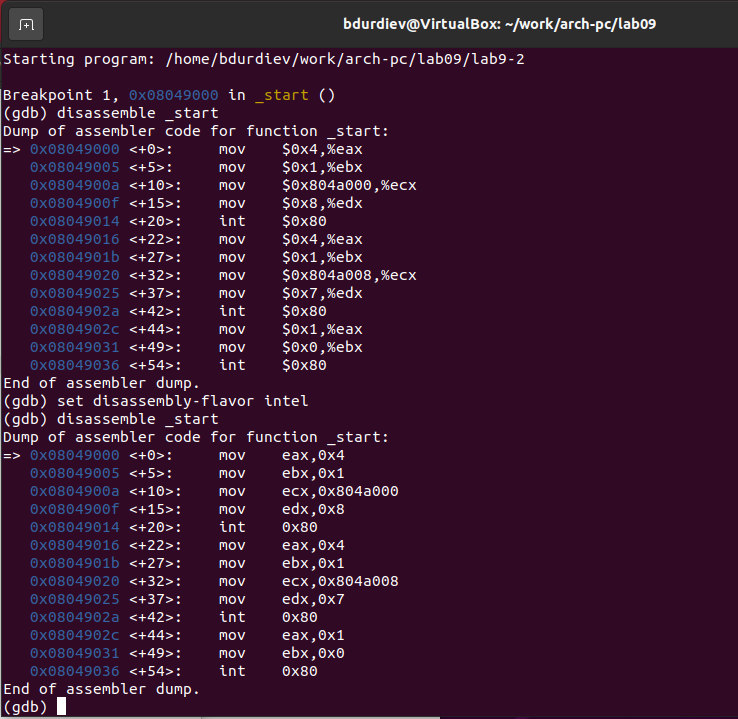 bdurdiev@VirtualBox: ~/work/arch-pc/lab09
Starting program: /home/bdurdiev/work/arch-pc/lab09/lab9-2
Breakpoint 1, 0x08049000 in _start ()
(gdb) disassemble _start
Dump of assembler code for function _start:
=> 0x08049000 <+0>:     mov    $0x4,%eax
   0x08049005 <+5>:     mov    $0x1,%ebx
   0x0804900a <+10>:    mov    $0x804a000,%ecx
   0x0804900f <+15>:    mov    $0x8,%edx
   0x08049014 <+20>:    int    $0x80
   0x08049016 <+22>:    mov    $0x4,%eax
   0x0804901b <+27>:    mov    $0x1,%ebx
   0x08049020 <+32>:    mov    $0x804a008,%ecx
   0x08049025 <+37>:    mov    $0x7,%edx
   0x0804902a <+42>:    int    $0x80
   0x0804902c <+44>:    mov    $0x1,%eax
   0x08049031 <+49>:    mov    $0x0,%ebx
   0x08049036 <+54>:    int    $0x80
End of assembler dump.
(gdb) set disassembly-flavor intel
(gdb) disassemble _start
Dump of assembler code for function _start:
=> 0x08049000 <+0>:     mov    eax,0x4
   0x08049005 <+5>:     mov    ebx,0x1
   0x0804900a <+10>:    mov    ecx,0x804a000
   0x0804900f <+15>:    mov    edx,0x8
   0x08049014 <+20>:    int    0x80
   0x08049016 <+22>:    mov    eax,0x4
   0x0804901b <+27>:    mov    ebx,0x1
   0x08049020 <+32>:    mov    ecx,0x804a008
   0x08049025 <+37>:    mov    edx,0x7
   0x0804902a <+42>:    int    0x80
   0x0804902c <+44>:    mov    eax,0x1
   0x08049031 <+49>:    mov    ebx,0x0
   0x08049036 <+54>:    int    0x80
End of assembler dump.
(gdb)